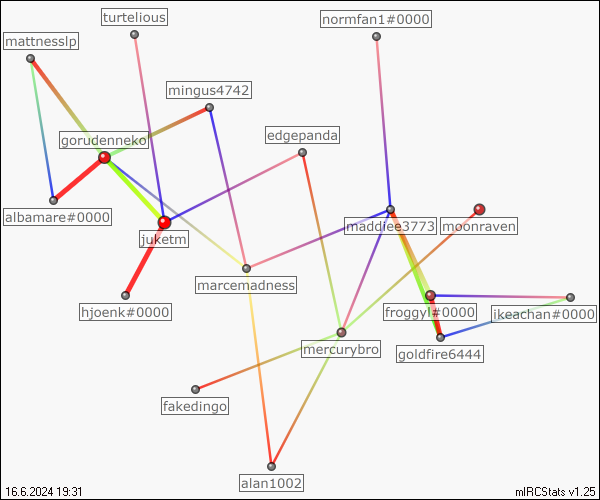 turtelious
normfan1#0000
mattnesslp
mingus4742
edgepanda
gorudenneko
albamare#0000
maddiee3773
moonraven
juketm
marcemadness
hjoenk#0000
froggyl#0000
ikeachan#0000
mercurybro
goldfire6444
fakedingo
alan1002
16.6.2024 19:31
mIRCStats v1.25